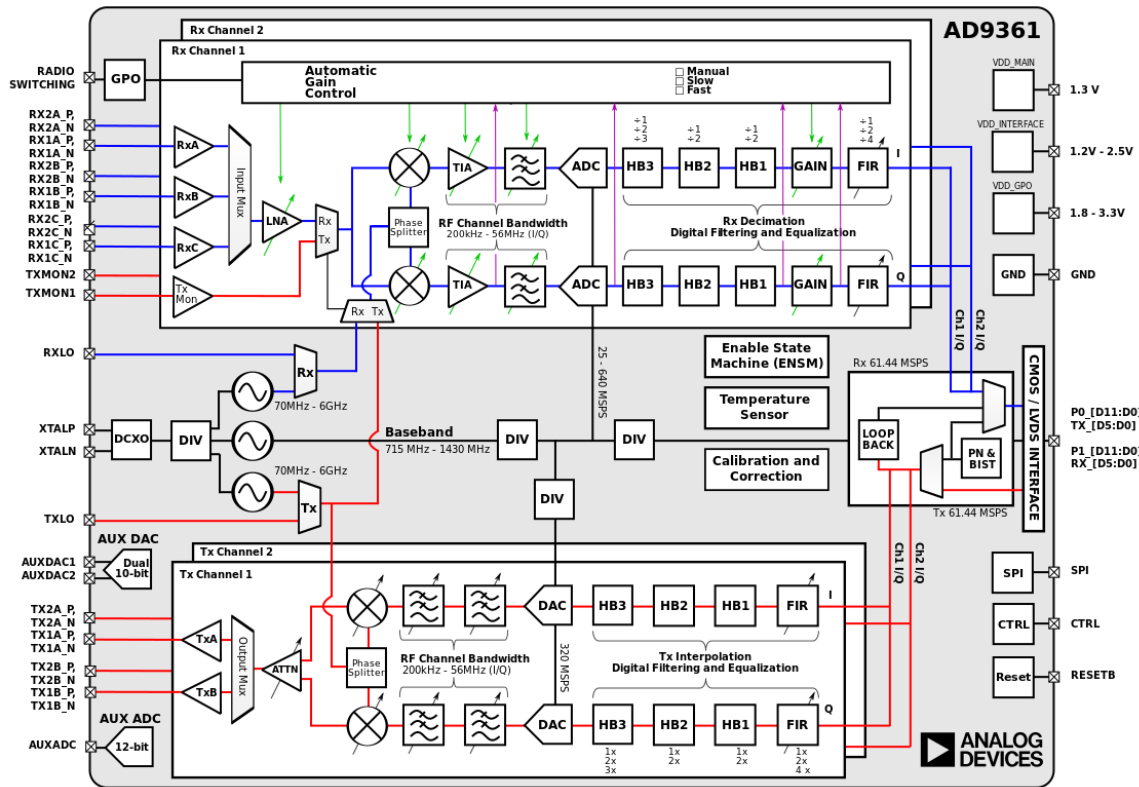 AD9361
Rx Channel 2
Rx Channel 1
RADIO
SWITCHING
GPO
Automatic
Gain
Control
Manual
Slow
Fast
VDD_MAIN
1.3 V
VDD_INTERFACE
1.2V - 2.5V
VDD_GPO
1.8 - 3.3V
GND
GND
RX2A_P,
RX2A_N
RX1A_P,
RX1A_N
RX2B_P,
RX2B_N
RX1B_P,
RX1B_N
RX2C_P,
RX2C_N
RX1C_P,
RX1C_N
TXMON2
TXMON1
RxA
RxB
RxC
Tx
Mon
Input Mux
LNA
Rx
Tx
Phase
Splitter
Rx Tx
TIA
ADC
÷1
÷2
÷3
HB3
÷1
÷2
HB2
÷1
÷2
HB1
GAIN
÷1
÷2
÷4
FIR
I
RF Channel Bandwidth
200kHz - 56MHz (I/Q)
Rx Decimation
Digital Filtering and Equalization
TIA
ADC
HB3
HB2
HB1
GAIN
FIR
Q
Ch1 I/Q
Ch2 I/Q
RXLO
Rx
70MHz - 6GHz
25 - 640 MSPS
Enable State
Machine (ENSM)
Temperature
Sensor
Calibration and
Correction
Rx 61.44 MSPS
LOOP
BACK
PN &
BIST
Tx 61.44 MSPS
CMOS / LVDS INTERFACE
P0_[D11:D0]
TX_[D5:D0]
P1_[D11:D0]
RX_[D5:D0]
XTALP
XTALN
DCXO
DIV
Baseband
715 MHz - 1430 MHz
DIV
DIV
DIV
70MHz - 6GHz
Tx
TXLO
AUX DAC
AUXDAC1
AUXDAC2
Dual
10-bit
Tx Channel 2
Tx Channel 1
Ch1 I/Q
Ch2 I/Q
SPI
SPI
CTRL
CTRL
Reset
RESETB
TX2A_P,
TX2A_N
TX1A_P,
TX1A_N
TX2B_P,
TX2B_N
TX1B_P,
TX1B_N
TxA
TxB
Output Mux
ATTN
Phase
Splitter
RF Channel Bandwidth
200kHz - 56MHz (I/Q)
DAC
320 MSPS
HB3
HB2
HB1
FIR
I
Tx Interpolation
Digital Filtering and Equalization
DAC
HB3
1x
2x
3x
HB2
1x
2x
HB1
1x
2x
FIR
1x
2x
4 x
Q
AUX ADC
AUXADC
12-bit
ANALOG
DEVICES